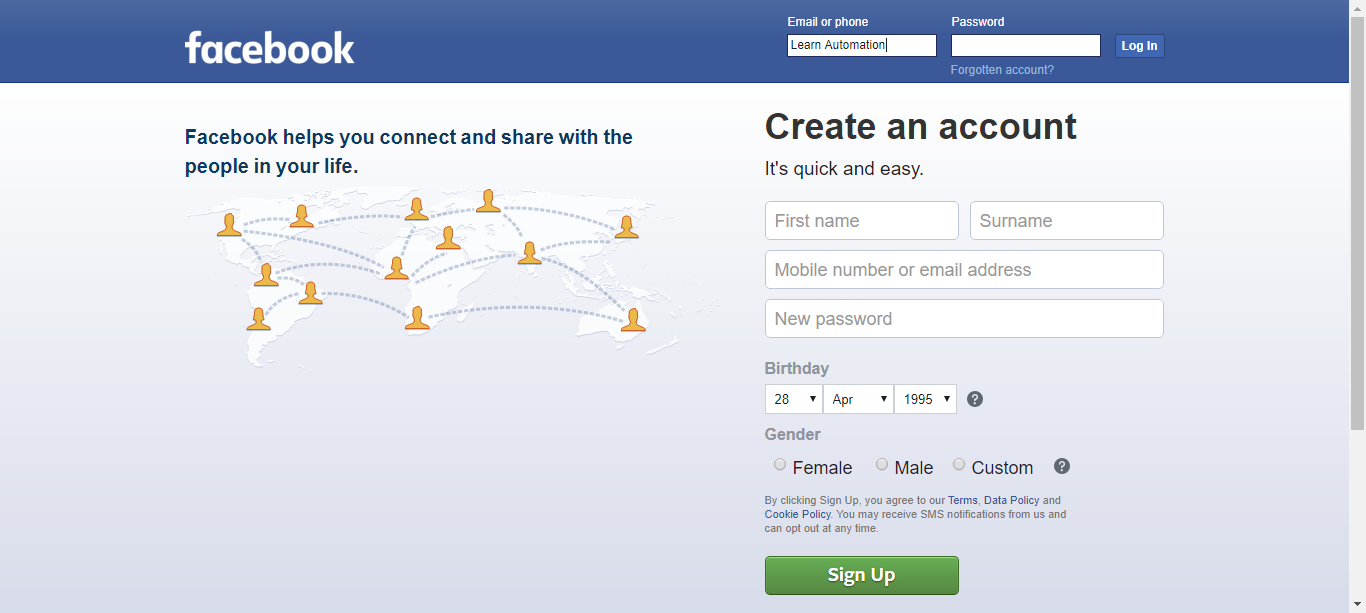 Email or phone Password
facebook Learn Automation Log In
Forgotten account?
Facebook helps you connect and share with the
people in your life.
Create an account
It's quick and easy.
First name Surname
Mobile number or email address
New password
Birthday
28 Apr 1995 ?
Gender
Female Male Custom ?
By clicking Sign Up, you agree to our Terms, Data Policy and
Cookie Policy. You may receive SMS notifications from us and
can opt out at any time.
Sign Up